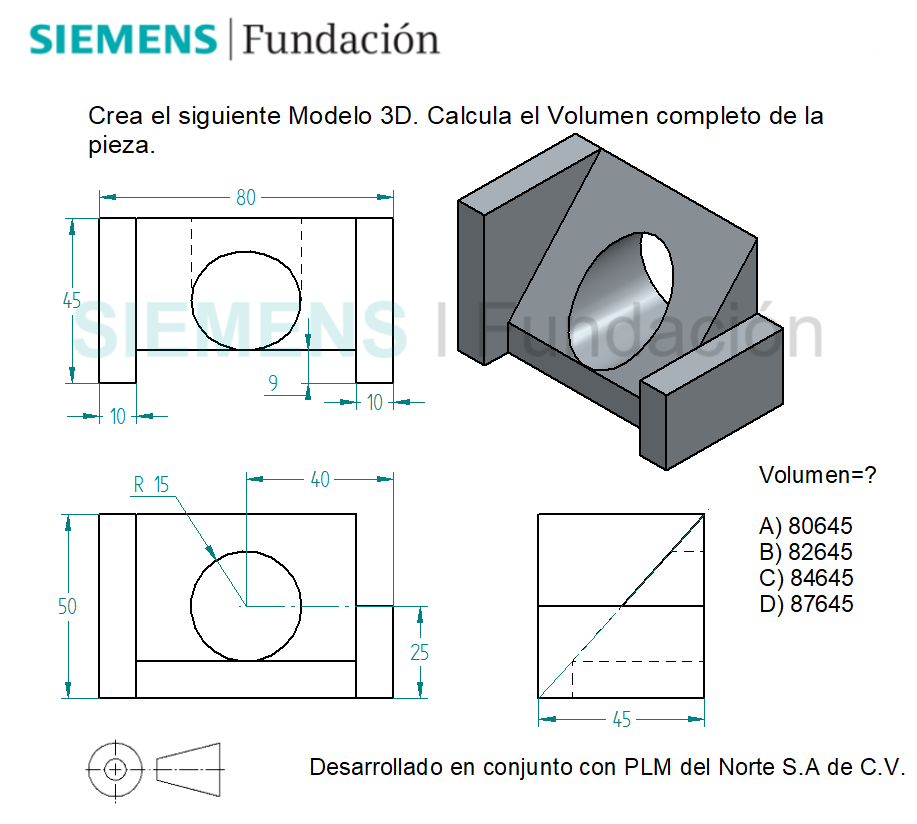 SIEMENS | Fundación
Crea el siguiente Modelo 3D. Calcula el Volumen completo de la
pieza.
80
45
SIEMENS | Fundación
9
10
10
R 15
40
Volumen=?
A) 80645
B) 82645
C) 84645
D) 87645
50
25
45
Desarrollado en conjunto con PLM del Norte S.A de C.V.